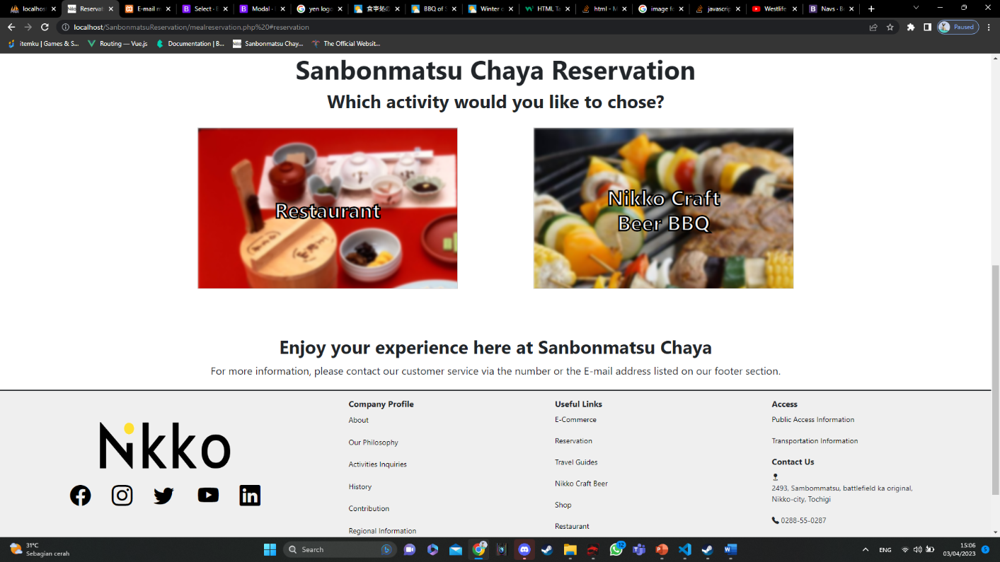 localhos
Reservat
E-mail m
Select · B
Modal · 
yen logo
食事処の
BBQ of S
Winter c
HTML Ta
html - M
image fo
javascrip
Westlife
Navs · Bo
localhost/SanbonmatsuReservation/mealreservation.php%20#reservation
Paused
itemku | Games & S...
Routing — Vue.js
Documentation | B...
Sanbonmatsu Chay...
The Official Websit...
Sanbonmatsu Chaya Reservation
Which activity would you like to chose?
Restaurant
Nikko Craft
Beer BBQ
Enjoy your experience here at Sanbonmatsu Chaya
For more information, please contact our customer service via the number or the E-mail address listed on our footer section.
Nikko
Company Profile
About
Our Philosophy
Activities Inquiries
History
Contribution
Regional Information
Useful Links
E-Commerce
Reservation
Travel Guides
Nikko Craft Beer
Shop
Restaurant
Access
Public Access Information
Transportation Information
Contact Us
2493, Sambommatsu, battlefield ka original,
Nikko-city, Tochigi
0288-55-0287
31°C
Sebagian cerah
Search
12
ENG
15:06
03/04/2023
5